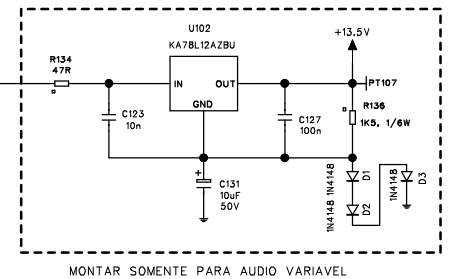 U102
KA78L12AZBU
+13.5V
R134
47R
IN
OUT
GND
PT107
R136
1K5, 1/6W
C123
10n
C127
100n
+
C131
10uF
50V
1N4148
D1
1N4148
D2
1N4148
D3
MONTAR SOMENTE PARA AUDIO VARIAVEL